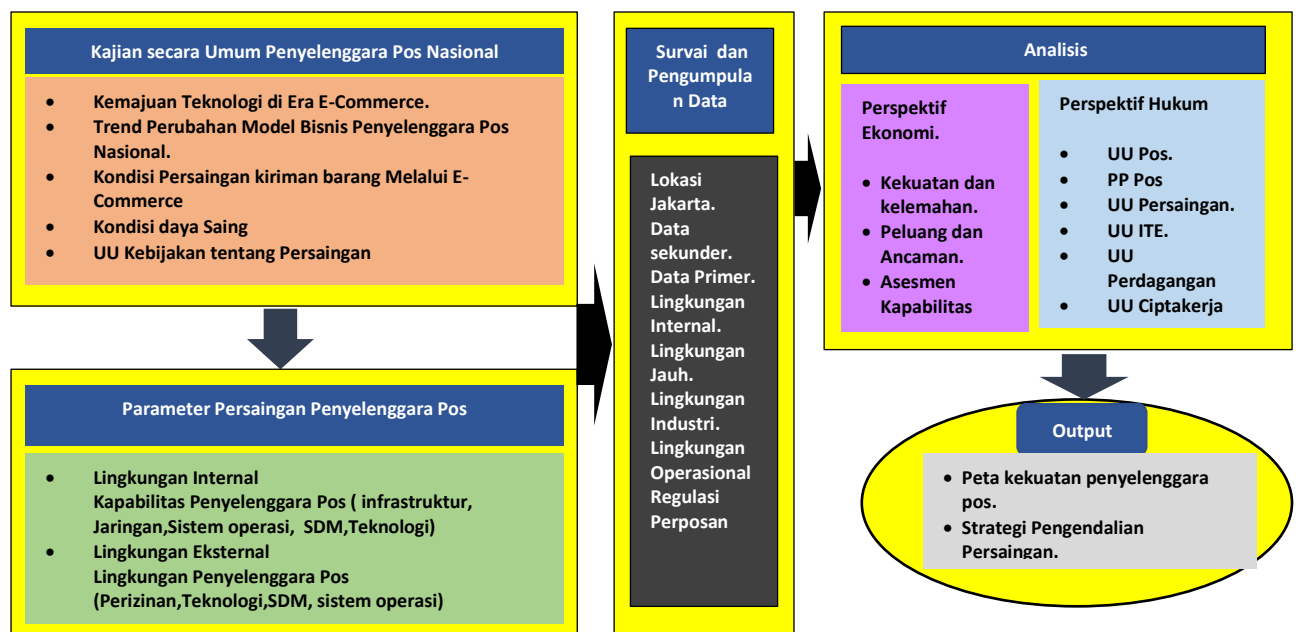 Kajian secara Umum Penyelenggara Pos Nasional
• Kemajuan Teknologi di Era E-Commerce.
• Trend Perubahan Model Bisnis Penyelenggara Pos
Nasional.
• Kondisi Persaingan kiriman barang Melalui E-
Commerce
• Kondisi daya Saing
• UU Kebijakan tentang Persaingan
Parameter Persaingan Penyelenggara Pos
• Lingkungan Internal
Kapabilitas Penyelenggara Pos ( infrastruktur,
Jaringan,Sistem operasi, SDM,Teknologi)
• Lingkungan Eksternal
Lingkungan Penyelenggara Pos
(Perizinan,Teknologi,SDM, sistem operasi)
Survai dan
Pengumpula
n Data
Lokasi
Jakarta.
Data
sekunder.
Data Primer.
Lingkungan
Internal.
Lingkungan
Jauh.
Lingkungan
Industri.
Lingkungan
Operasional
Regulasi
Perposan
Analisis
Perspektif
Ekonomi.
• Kekuatan dan
kelemahan.
• Peluang dan
Ancaman.
• Asesmen
Kapabilitas
Perspektif Hukum
• UU Pos.
• PP Pos
• UU Persaingan.
• UU ITE.
• UU
Perdagangan
• UU Ciptakerja
Output
• Peta kekuatan penyelenggara
pos.
• Strategi Pengendalian
Persaingan.